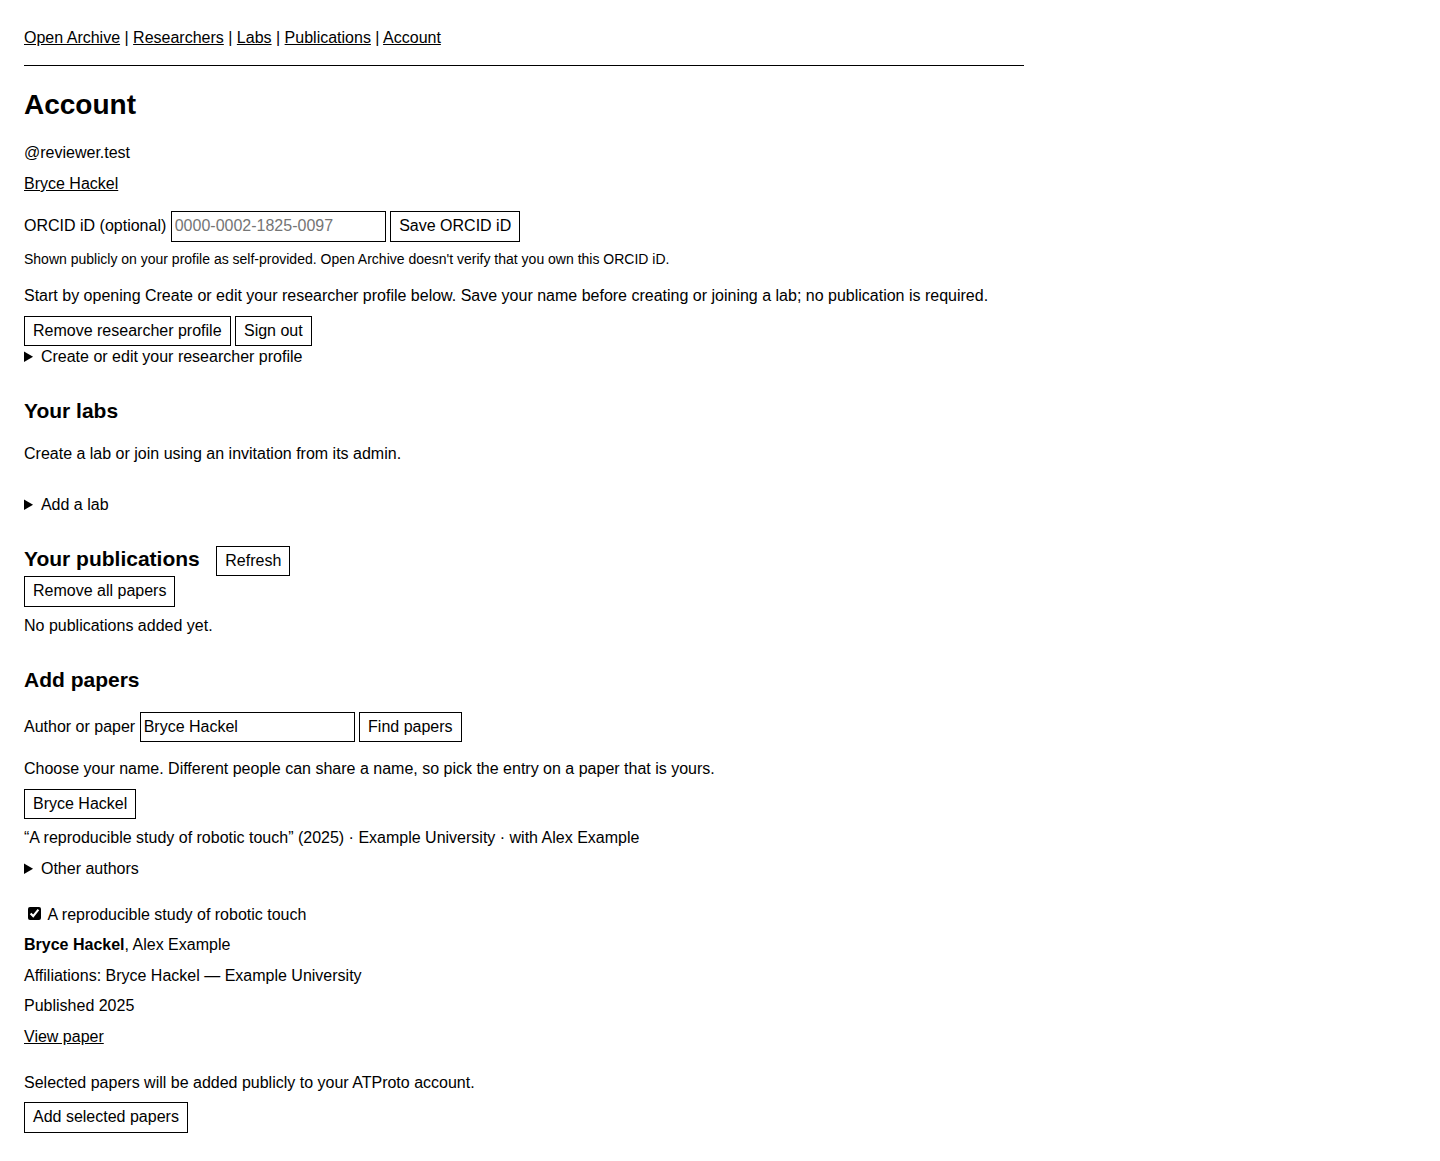 Open Archive | Researchers | Labs | Publications | Account
Account
@reviewer.test
Bryce Hackel
ORCID iD (optional) 0000-0002-1825-0097 Save ORCID iD
Shown publicly on your profile as self-provided. Open Archive doesn't verify that you own this ORCID iD.
Start by opening Create or edit your researcher profile below. Save your name before creating or joining a lab; no publication is required.
Remove researcher profile Sign out
Create or edit your researcher profile
Your labs
Create a lab or join using an invitation from its admin.
Add a lab
Your publications Refresh
Remove all papers
No publications added yet.
Add papers
Author or paper Bryce Hackel Find papers
Choose your name. Different people can share a name, so pick the entry on a paper that is yours.
Bryce Hackel
“A reproducible study of robotic touch” (2025) · Example University · with Alex Example
Other authors
A reproducible study of robotic touch
Bryce Hackel, Alex Example
Affiliations: Bryce Hackel — Example University
Published 2025
View paper
Selected papers will be added publicly to your ATProto account.
Add selected papers